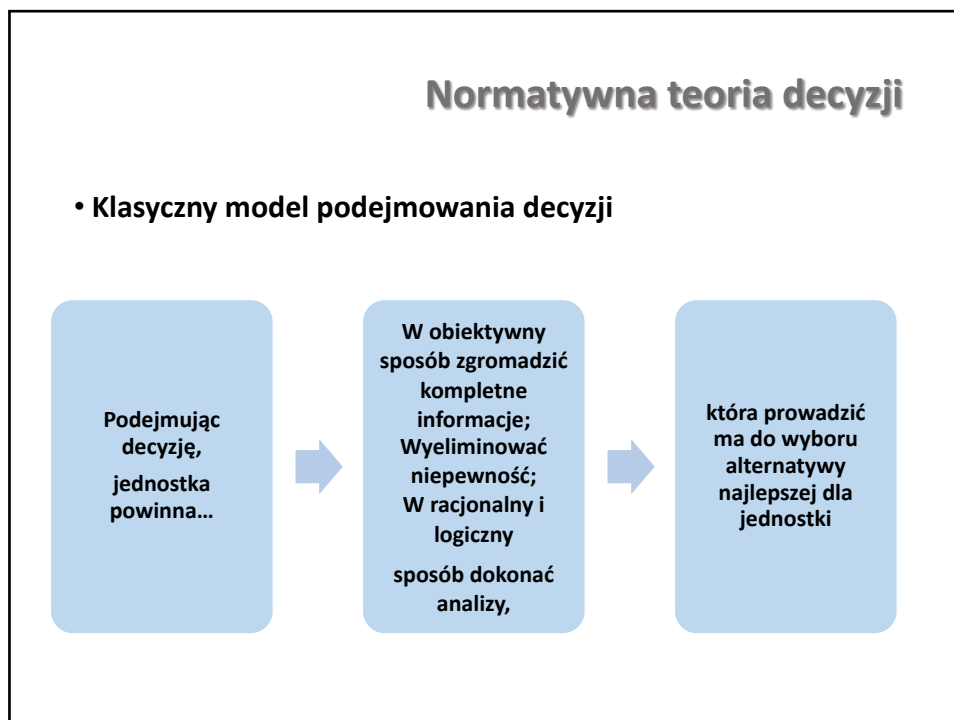 Normatywna teoria decyzji
• Klasyczny model podejmowania decyzji
Podejmując
decyzję,
jednostka
powinna...
W obiektywny
sposób zgromadzić
kompletne
informacje;
Wyeliminować
niepewność;
W racjonalny i
logiczny
sposób dokonać
analizy,
która prowadzić
ma do wyboru
alternatywy
najlepszej dla
jednostki